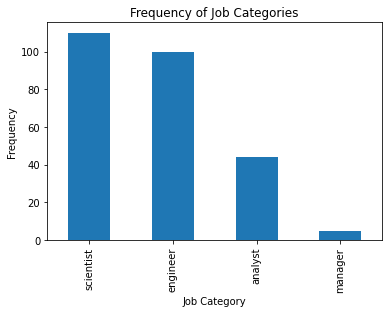 Frequency of Job Categories
Frequency
100
80
60
40
20
0
scientist
engineer
analyst
manager
Job Category